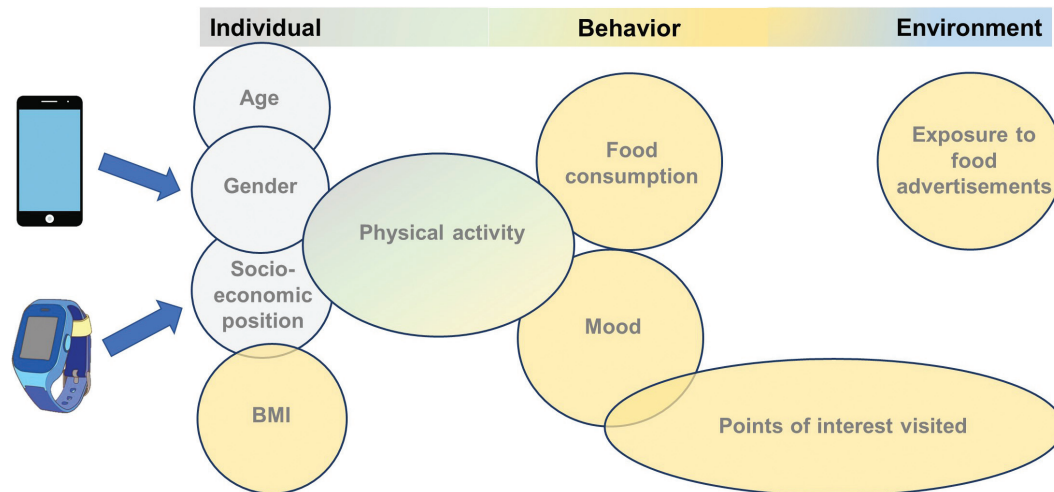 Individual
Behavior
Environment
Age
Gender
Socio-
economic
position
BMI
Physical activity
Food
consumption
Mood
Exposure to
food
advertisements
Points of interest visited